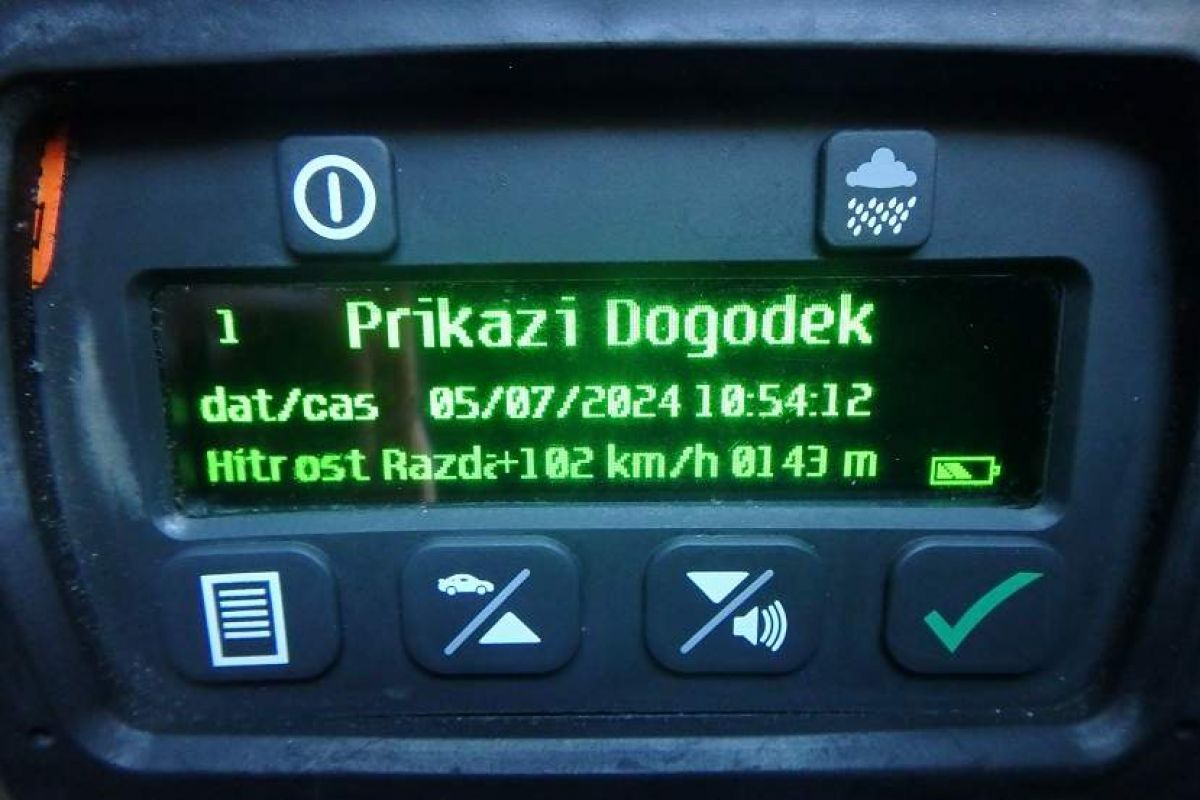 1 Prikazi Dogodek
dat/cas 05/07/2024 10:54:12
Hitrost Razda+102 km/h 0143 m